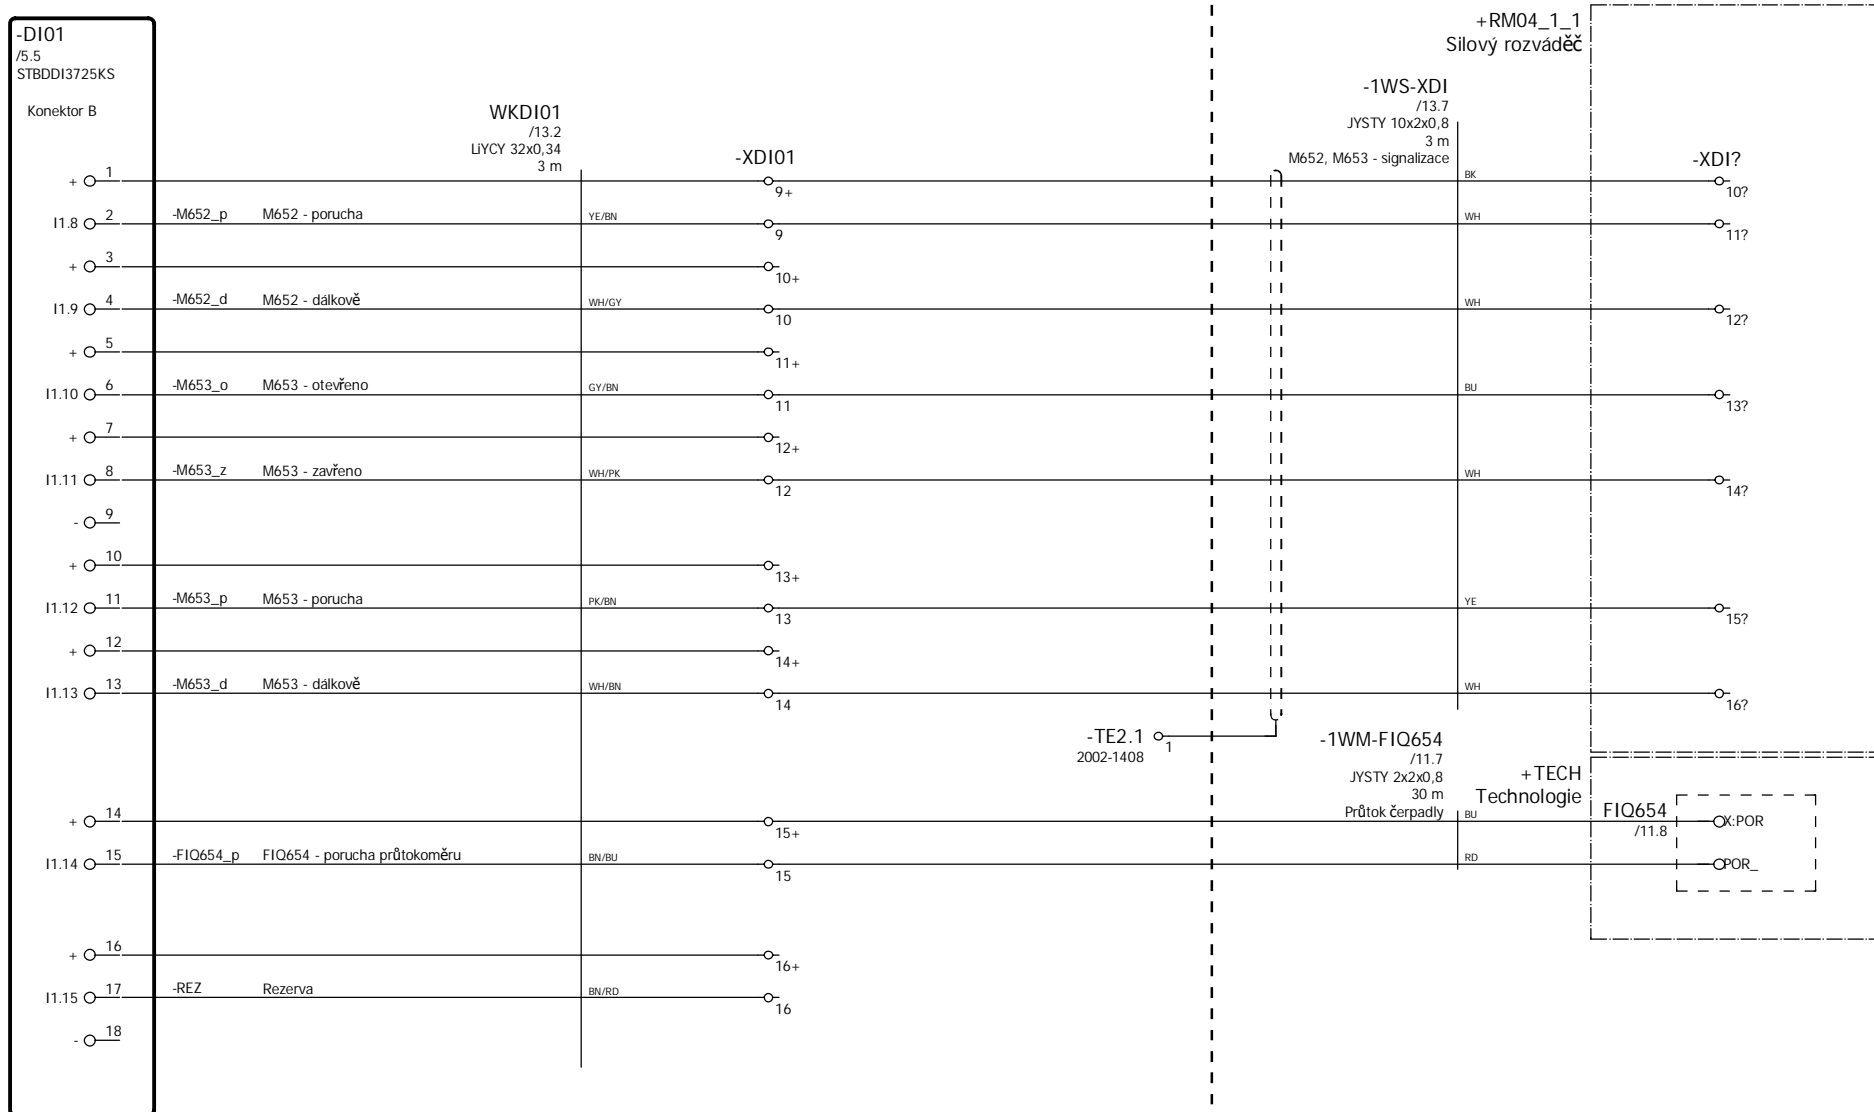 -DI01
/5.5
STBDDI3725KS
Konektor B
WKDI01
/13.2
LiYCY 32x0,34
3 m
-XDI01
+RM04_1_1
Silový rozváděč
-1WS-XDI
/13.7
JYSTY 10x2x0,8
3 m
M652, M653 - signalizace
-XDI?
+ 1 9+ BK 10?
I1.8 2 -M652_p M652 - porucha YE/BN 9 WH 11?
+ 3 10+
I1.9 4 -M652_d M652 - dálkově WH/GY 10 WH 12?
+ 5 11+
I1.10 6 -M653_o M653 - otevřeno GY/BN 11 BU 13?
+ 7 12+
I1.11 8 -M653_z M653 - zavřeno WH/PK 12 WH 14?
- 9
+ 10 13+
I1.12 11 -M653_p M653 - porucha PK/BN 13 YE 15?
+ 12 14+
I1.13 13 -M653_d M653 - dálkově WH/BN 14 WH 16?
-TE2.1 1
2002-1408
-1WM-FIQ654
/11.7
JYSTY 2x2x0,8
30 m
Průtok čerpadly
+TECH
Technologie
FIQ654
/11.8
+ 14 15+ BU X:POR
I1.14 15 -FIQ654_p FIQ654 - porucha průtokoměru BN/BU 15 RD POR_
+ 16 16+
I1.15 17 -REZ Rezerva BN/RD 16
- 18